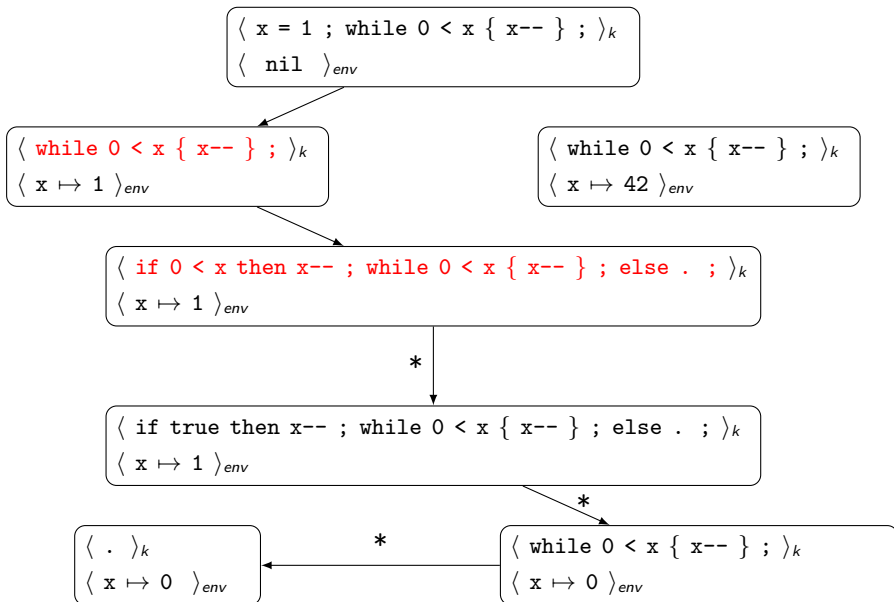 ⟨ x = 1 ; while 0 < x { x-- } ; ⟩k
⟨ nil ⟩env
⟨ while 0 < x { x-- } ; ⟩k
⟨ x ↦ 1 ⟩env
⟨ while 0 < x { x-- } ; ⟩k
⟨ x ↦ 42 ⟩env
⟨ if 0 < x then x-- ; while 0 < x { x-- } ; else . ; ⟩k
⟨ x ↦ 1 ⟩env
*
⟨ if true then x-- ; while 0 < x { x-- } ; else . ; ⟩k
⟨ x ↦ 1 ⟩env
*
*
⟨ . ⟩k
⟨ x ↦ 0 ⟩env
⟨ while 0 < x { x-- } ; ⟩k
⟨ x ↦ 0 ⟩env